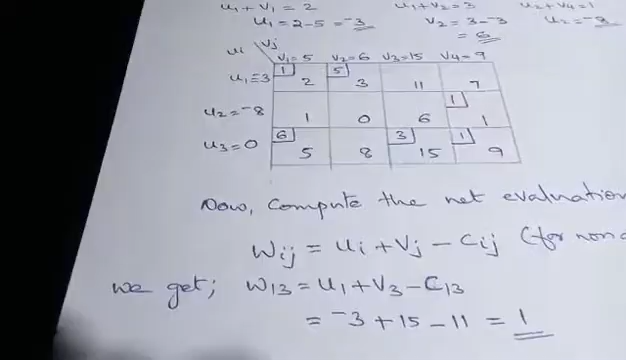 u₁+v₁ = 2 u₁+v₂ = 3 u₂+v₄ = 1
u₁ = 2-5 = -3 v₂ = 3--3 u₂ = -8
= 6
ui vj v₁=5 v₂=6 v₃=15 v₄=9
u₁=3 1 2 5 3 11 7
u₂=-8 1 0 6 1 1
u₃=0 6 5 8 3 15 1 9
Now, compute the net evaluation
Wij = ui + vj - cij (for non
we get; W13 = u1 + v3 - C13
= -3 + 15 - 11 = 1